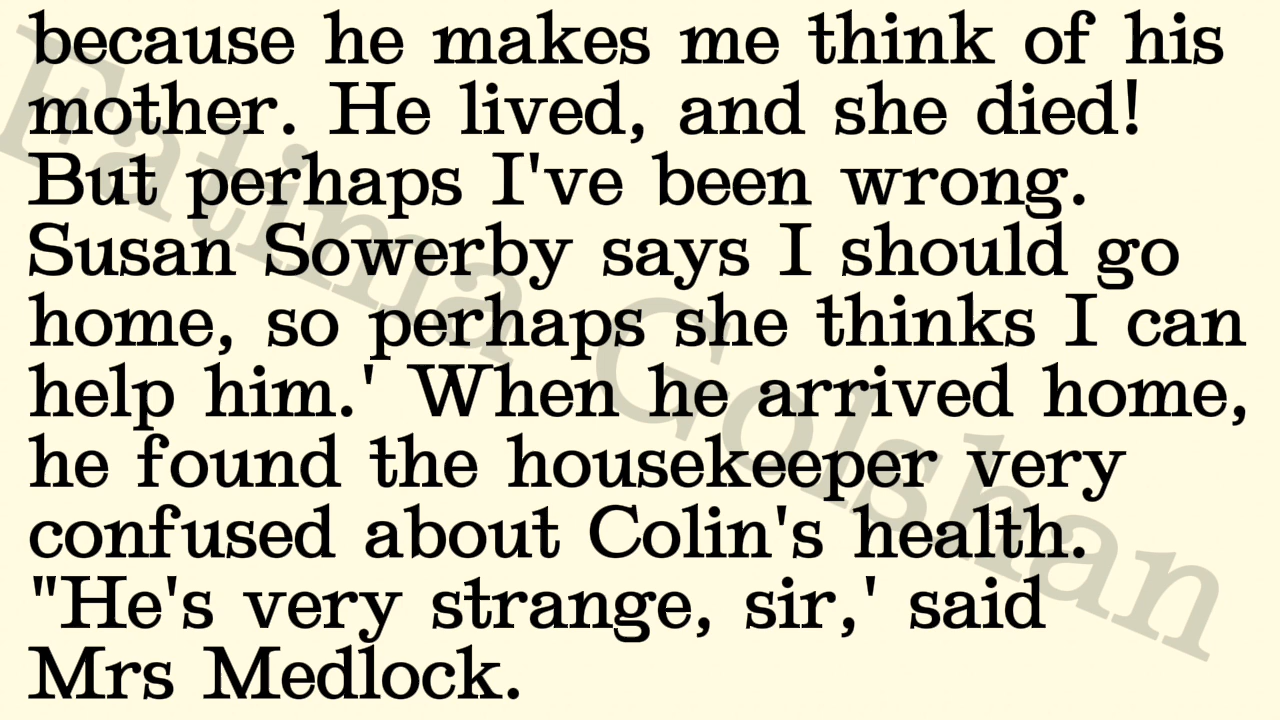 because he makes me think of his
mother. He lived, and she died!
But perhaps I've been wrong.
Susan Sowerby says I should go
home, so perhaps she thinks I can
help him.' When he arrived home,
he found the housekeeper very
confused about Colin's health.
"He's very strange, sir,' said
Mrs Medlock.
Fatima Golshan